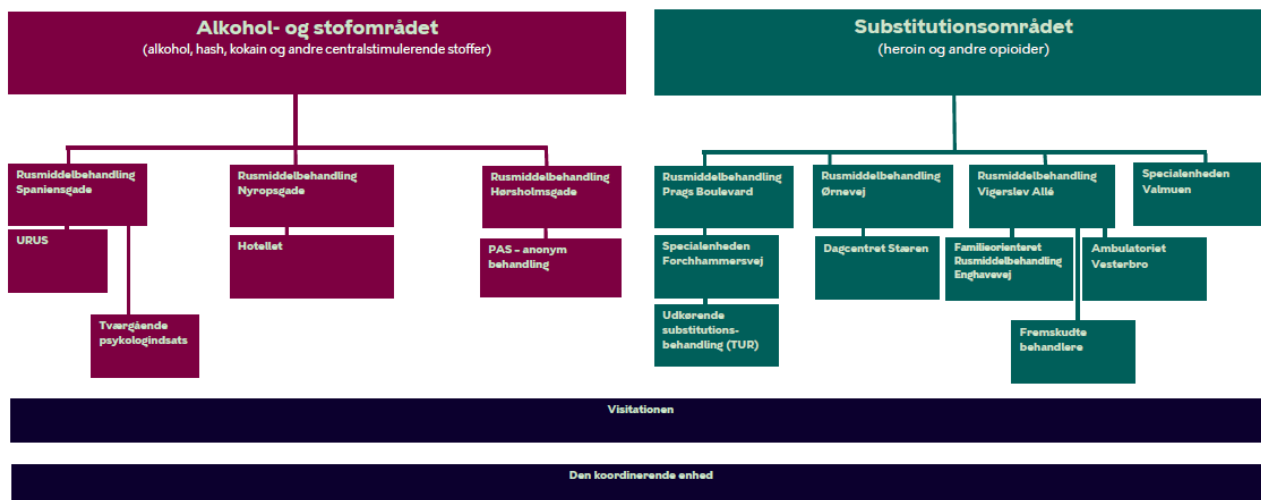 Alkohol- og stofområdet
(alkohol, hash, kokain og andre centralstimulerende stoffer)
Substitutionsområdet
(heroin og andre opioider)
Rusmiddelbehandling
Spaniensgade
Rusmiddelbehandling
Nyropsgade
Rusmiddelbehandling
Hørsholmsgade
Rusmiddelbehandling
Prags Boulevard
Rusmiddelbehandling
Ørnevej
Rusmiddelbehandling
Vigerslev Allé
Specialenheden
Valmuen
URUS
Hotellet
PAS – anonym
behandling
Specialenheden
Forchhammersvej
Dagcentret Stæren
Familieorienteret
Rusmiddelbehandling
Enghavevej
Ambulatoriet
Vesterbro
Tværgående
psykologindsats
Udkørende
substitutions-
behandling (TUR)
Fremskudte
behandlere
Visitationen
Den koordinerende enhed